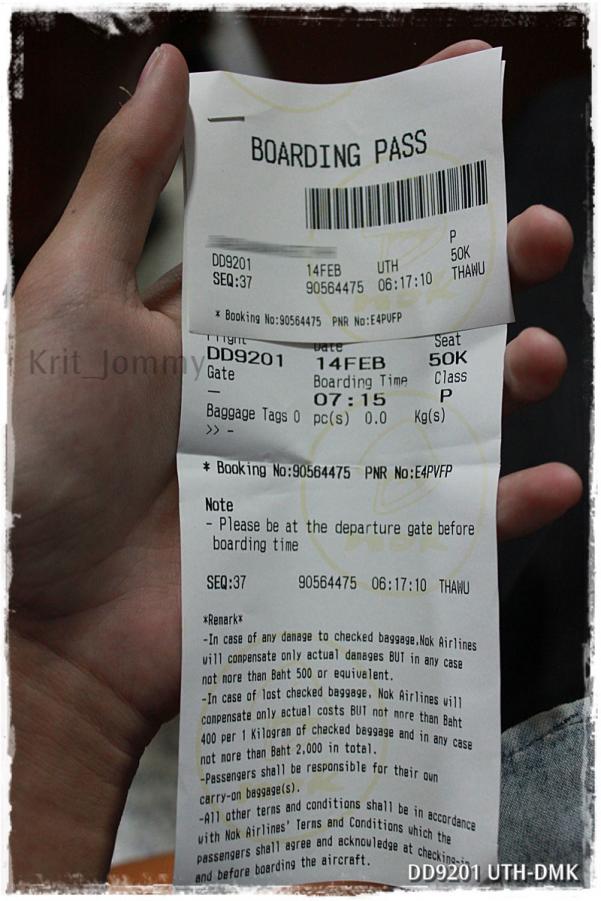 BOARDING PASS
P
DD9201 14FEB UTH 50K
SEQ:37 90564475 06:17:10 THAWU
* Booking No:90564475 PNR No:E4PVFP
Flight Date Seat
DD9201 14FEB 50K
Gate Boarding Time Class
— 07:15 P
Baggage Tags 0 pc(s) 0.0 Kg(s)
>> -
* Booking No:90564475 PNR No:E4PVFP
Note
- Please be at the departure gate before
boarding time
SEQ:37 90564475 06:17:10 THAWU
*Remark*
-In case of any damage to checked baggage,Nok Airlines
will compensate only actual damages BUT in any case
not more than Baht 500 or equivalent.
-In case of lost checked baggage, Nok Airlines will
compensate only actual costs BUT not more than Baht
400 per 1 Kilogram of checked baggage and in any case
not more than Baht 2,000 in total.
-Passengers shall be responsible for their own
carry-on baggage(s).
-All other terms and conditions shall be in accordance
with Nok Airlines' Terms and Conditions which the
passengers shall agree and acknowledge at checking-in
and before boarding the aircraft.
Krit_Jommy
DD9201 UTH-DMK